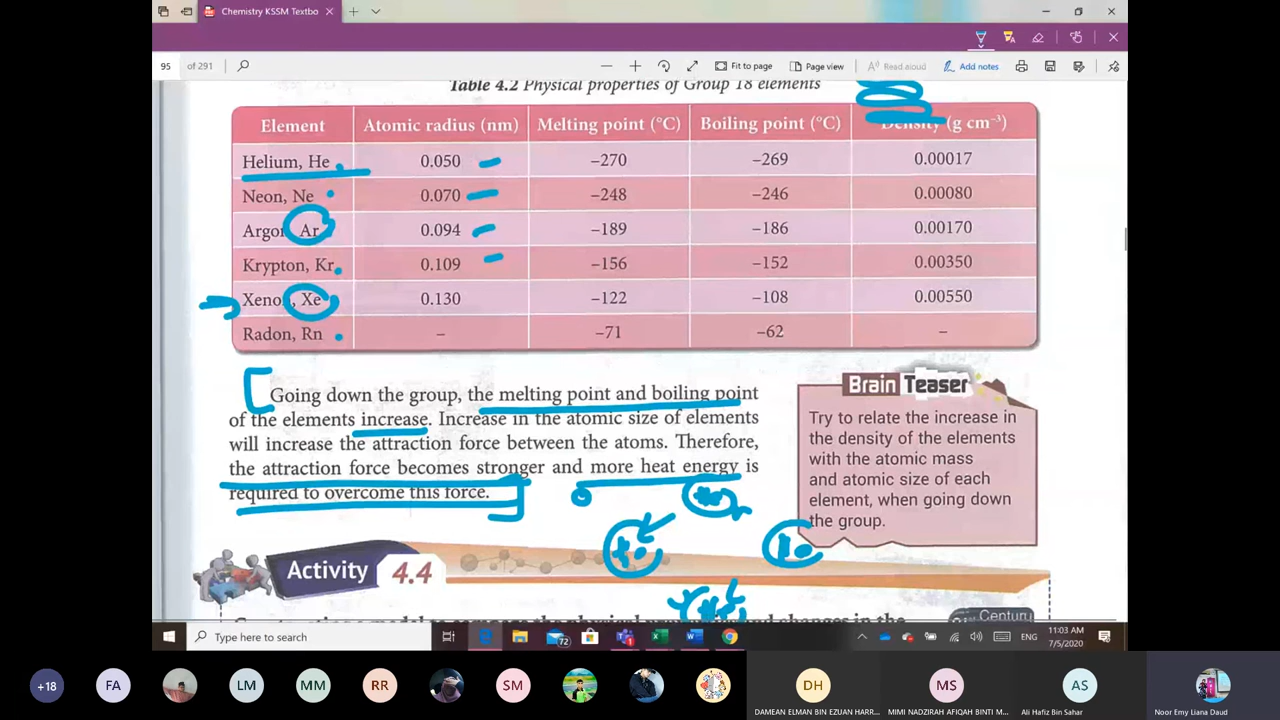 Chemistry KSSM Textbo
95 of 291
Fit to page
Page view
Read aloud
Add notes
Table 4.2 Physical properties of Group 18 elements
Element Atomic radius (nm) Melting point (°C) Boiling point (°C) Density (g cm⁻³)
Helium, He 0.050 –270 –269 0.00017
Neon, Ne 0.070 –248 –246 0.00080
Argon, Ar 0.094 –189 –186 0.00170
Krypton, Kr 0.109 –156 –152 0.00350
Xenon, Xe 0.130 –122 –108 0.00550
Radon, Rn – –71 –62 –
Going down the group, the melting point and boiling point
of the elements increase. Increase in the atomic size of elements
will increase the attraction force between the atoms. Therefore,
the attraction force becomes stronger and more heat energy is
required to overcome this force.
Brain Teaser
Try to relate the increase in
the density of the elements
with the atomic mass
and atomic size of each
element, when going down
the group.
Activity 4.4
Century
Type here to search
72
ENG
11:03 AM
7/5/2020
+18 FA LM MM RR SM DH MS AS
DAMEAN ELMAN BIN EZUAN HARR...
MIMI NADZIRAH AFIQAH BINTI M...
Ali Hafiz Bin Sahar
Noor Emy Liana Daud